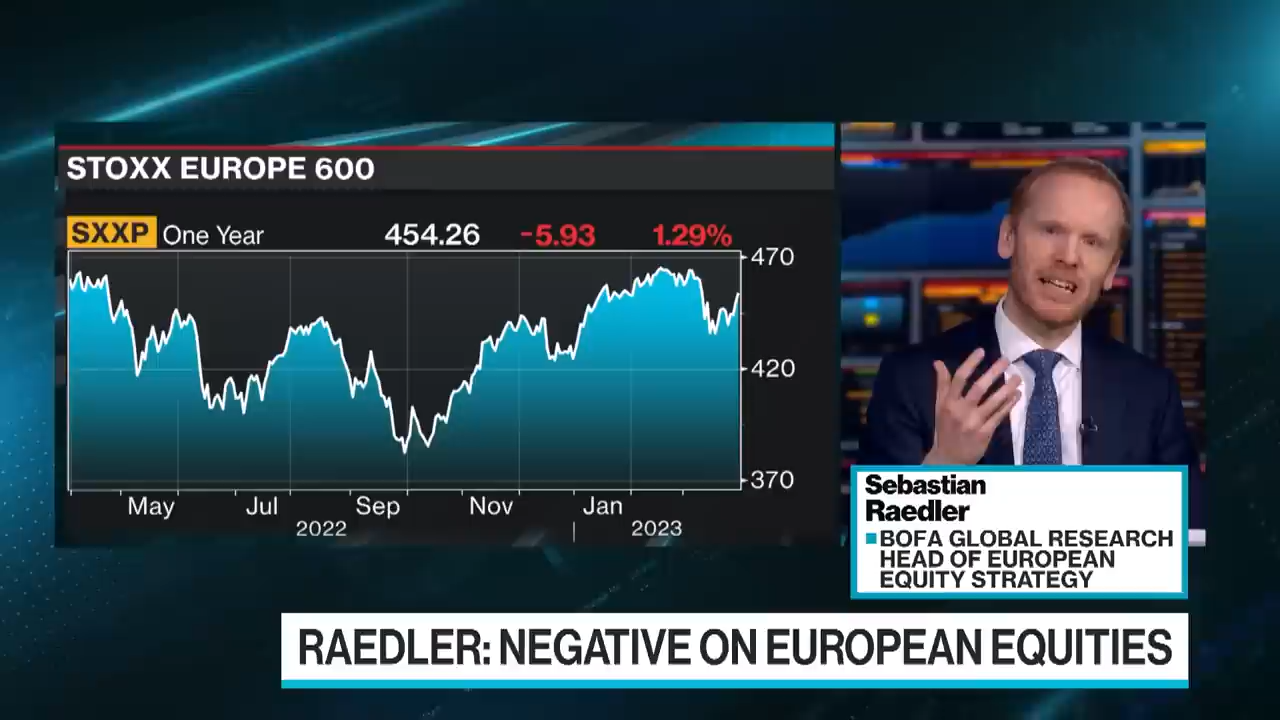 STOXX EUROPE 600
SXXP One Year 454.26 -5.93 1.29%
470
420
370
May Jul Sep Nov Jan
2022 2023
Sebastian
Raedler
BOFA GLOBAL RESEARCH
HEAD OF EUROPEAN
EQUITY STRATEGY
RAEDLER: NEGATIVE ON EUROPEAN EQUITIES